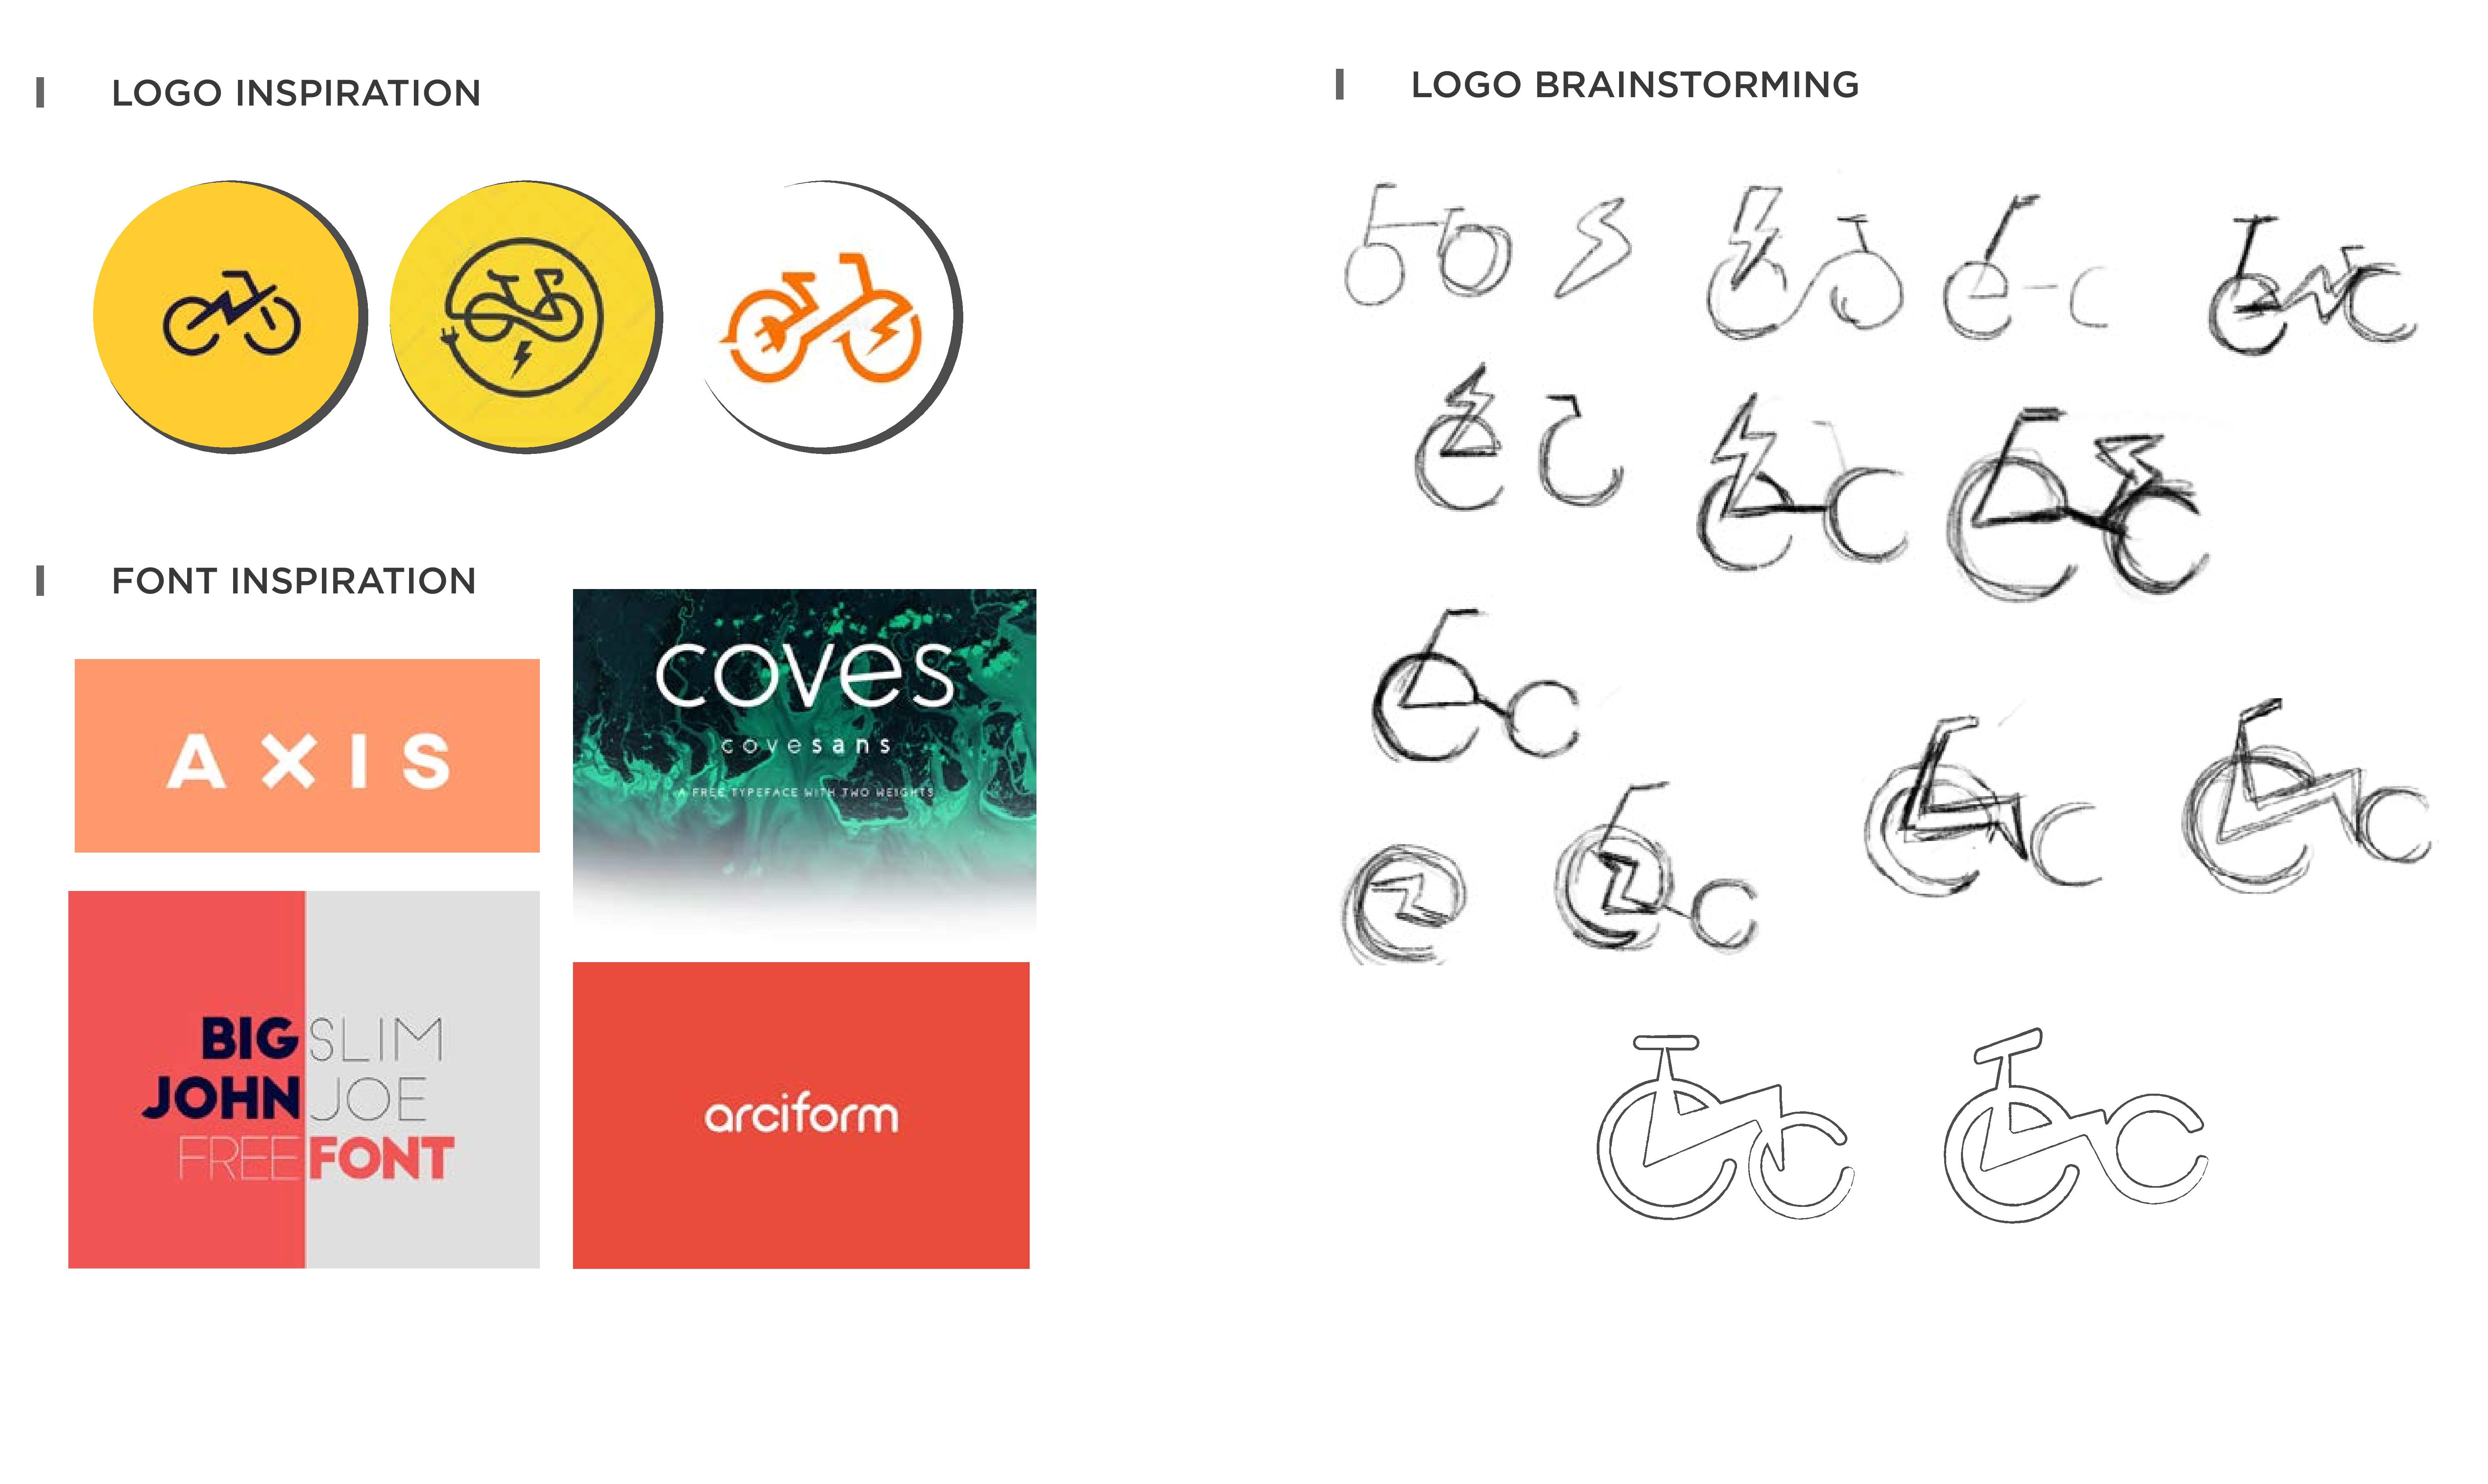 LOGO INSPIRATION
FONT INSPIRATION
AXIS
coves
covesans
A FREE TYPEFACE WITH TWO WEIGHTS
BIG SLIM
JOHN JOE
FREE FONT
arciform
LOGO BRAINSTORMING
e-c